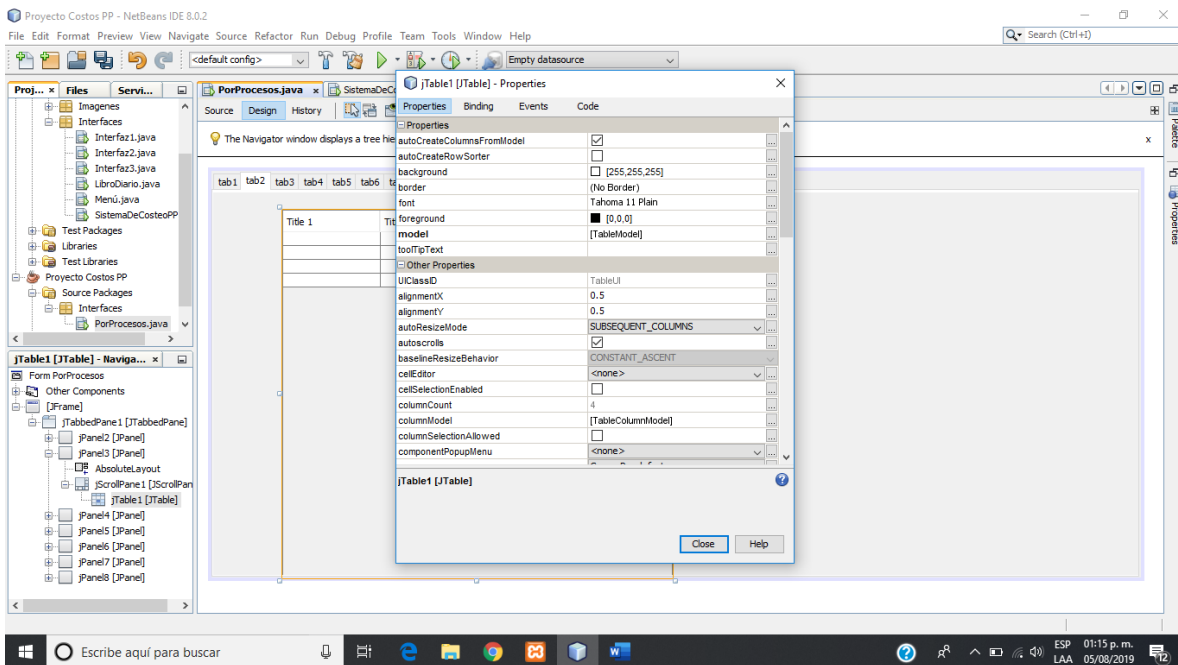 Proyecto Costos PP - NetBeans IDE 8.0.2
File Edit Format Preview View Navigate Source Refactor Run Debug Profile Team Tools Window Help
Search (Ctrl+I)
<default config>
Empty datasource
Proj... x Files Servi...
Imagenes
Interfaces
Interfaz1.java
Interfaz2.java
Interfaz3.java
LibroDiario.java
Menú.java
SistemaDeCosteoPP
Test Packages
Libraries
Test Libraries
Proyecto Costos PP
Source Packages
Interfaces
PorProcesos.java
jTable1 [JTable] - Naviga... x
Form PorProcesos
Other Components
[JFrame]
jTabbedPane1 [JTabbedPane]
jPanel2 [JPanel]
jPanel3 [JPanel]
AbsoluteLayout
jScrollPane1 [JScrollPan
jTable1 [JTable]
jPanel4 [JPanel]
jPanel5 [JPanel]
jPanel6 [JPanel]
jPanel7 [JPanel]
jPanel8 [JPanel]
PorProcesos.java x SistemaDeCo
Source Design History
The Navigator window displays a tree hie
x
tab1 tab2 tab3 tab4 tab5 tab6 ta
Title 1 Tit
jTable1 [JTable] - Properties
Properties Binding Events Code
Properties
autoCreateColumnsFromModel
autoCreateRowSorter
background [255,255,255]
border (No Border)
font Tahoma 11 Plain
foreground [0,0,0]
model [TableModel]
toolTipText
Other Properties
UIClassID TableUI
alignmentX 0.5
alignmentY 0.5
autoResizeMode SUBSEQUENT_COLUMNS
autoscrolls
baselineResizeBehavior CONSTANT_ASCENT
cellEditor <none>
cellSelectionEnabled
columnCount 4
columnModel [TableColumnModel]
columnSelectionAllowed
componentPopupMenu <none>
jTable1 [JTable]
Close Help
Palette
Properties
Escribe aquí para buscar
ESP 01:15 p. m.
LAA 05/08/2019
12